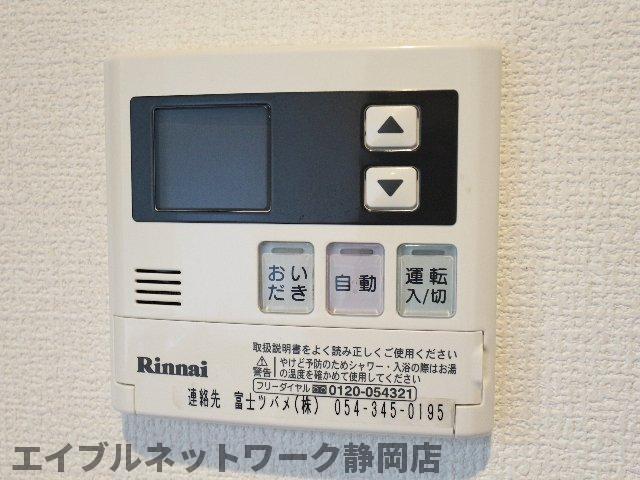 ▲
▼
おい
だき
自動
運転
入/切
Rinnai
取扱説明書をよく読み正しくご使用ください
⚠警告 やけど予防のためシャワー・入浴の際はお湯
の温度を確かめて使用してください
フリーダイヤル 0120-054321
連絡先 富士ツバメ(株) 054-345-0195
エイブルネットワーク静岡店